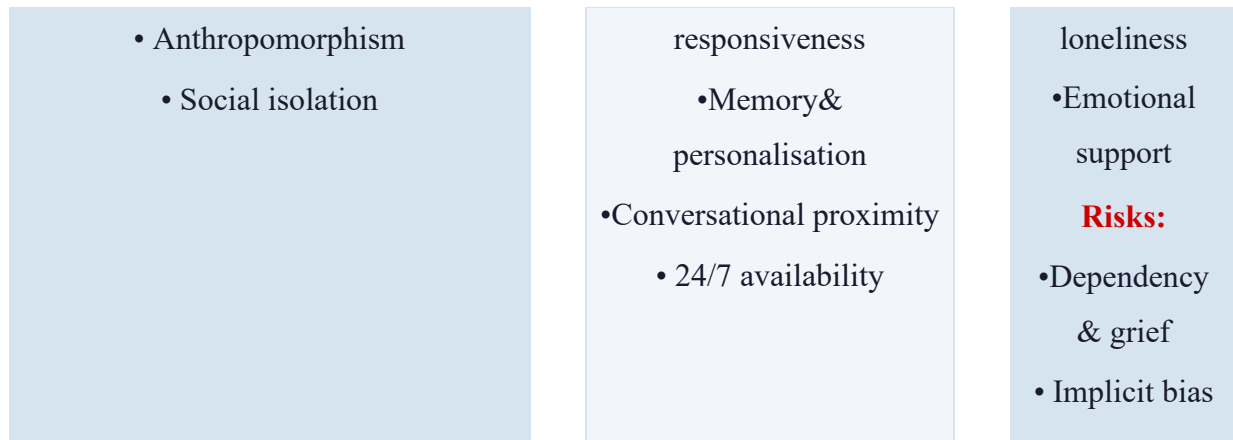 • Anthropomorphism
• Social isolation
responsiveness
•Memory&
personalisation
•Conversational proximity
• 24/7 availability
loneliness
•Emotional
support
Risks:
•Dependency
& grief
• Implicit bias